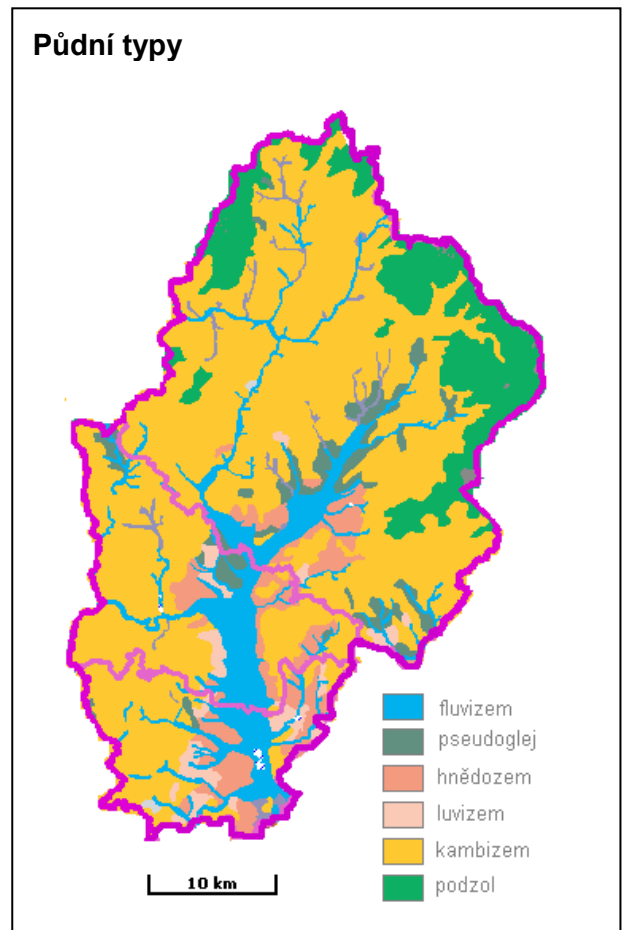 Půdní typy
fluvizem
pseudoglej
hnědozem
luvizem
kambizem
podzol
10 km